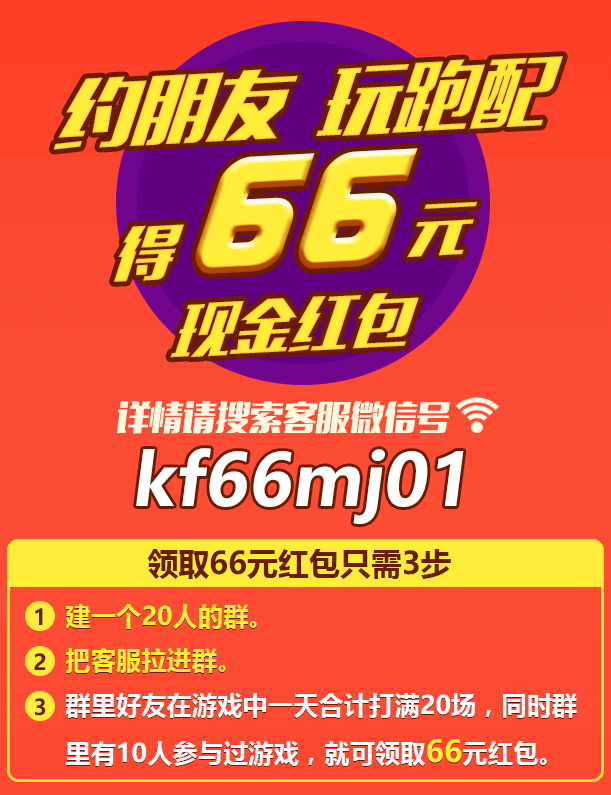 约朋友 玩跑配
得66元
现金红包
详情请搜索客服微信号
kf66mj01
领取66元红包只需3步
1 建一个20人的群。
2 把客服拉进群。
3 群里好友在游戏中一天合计打满20场，同时群
里有10人参与过游戏，就可领取66元红包。